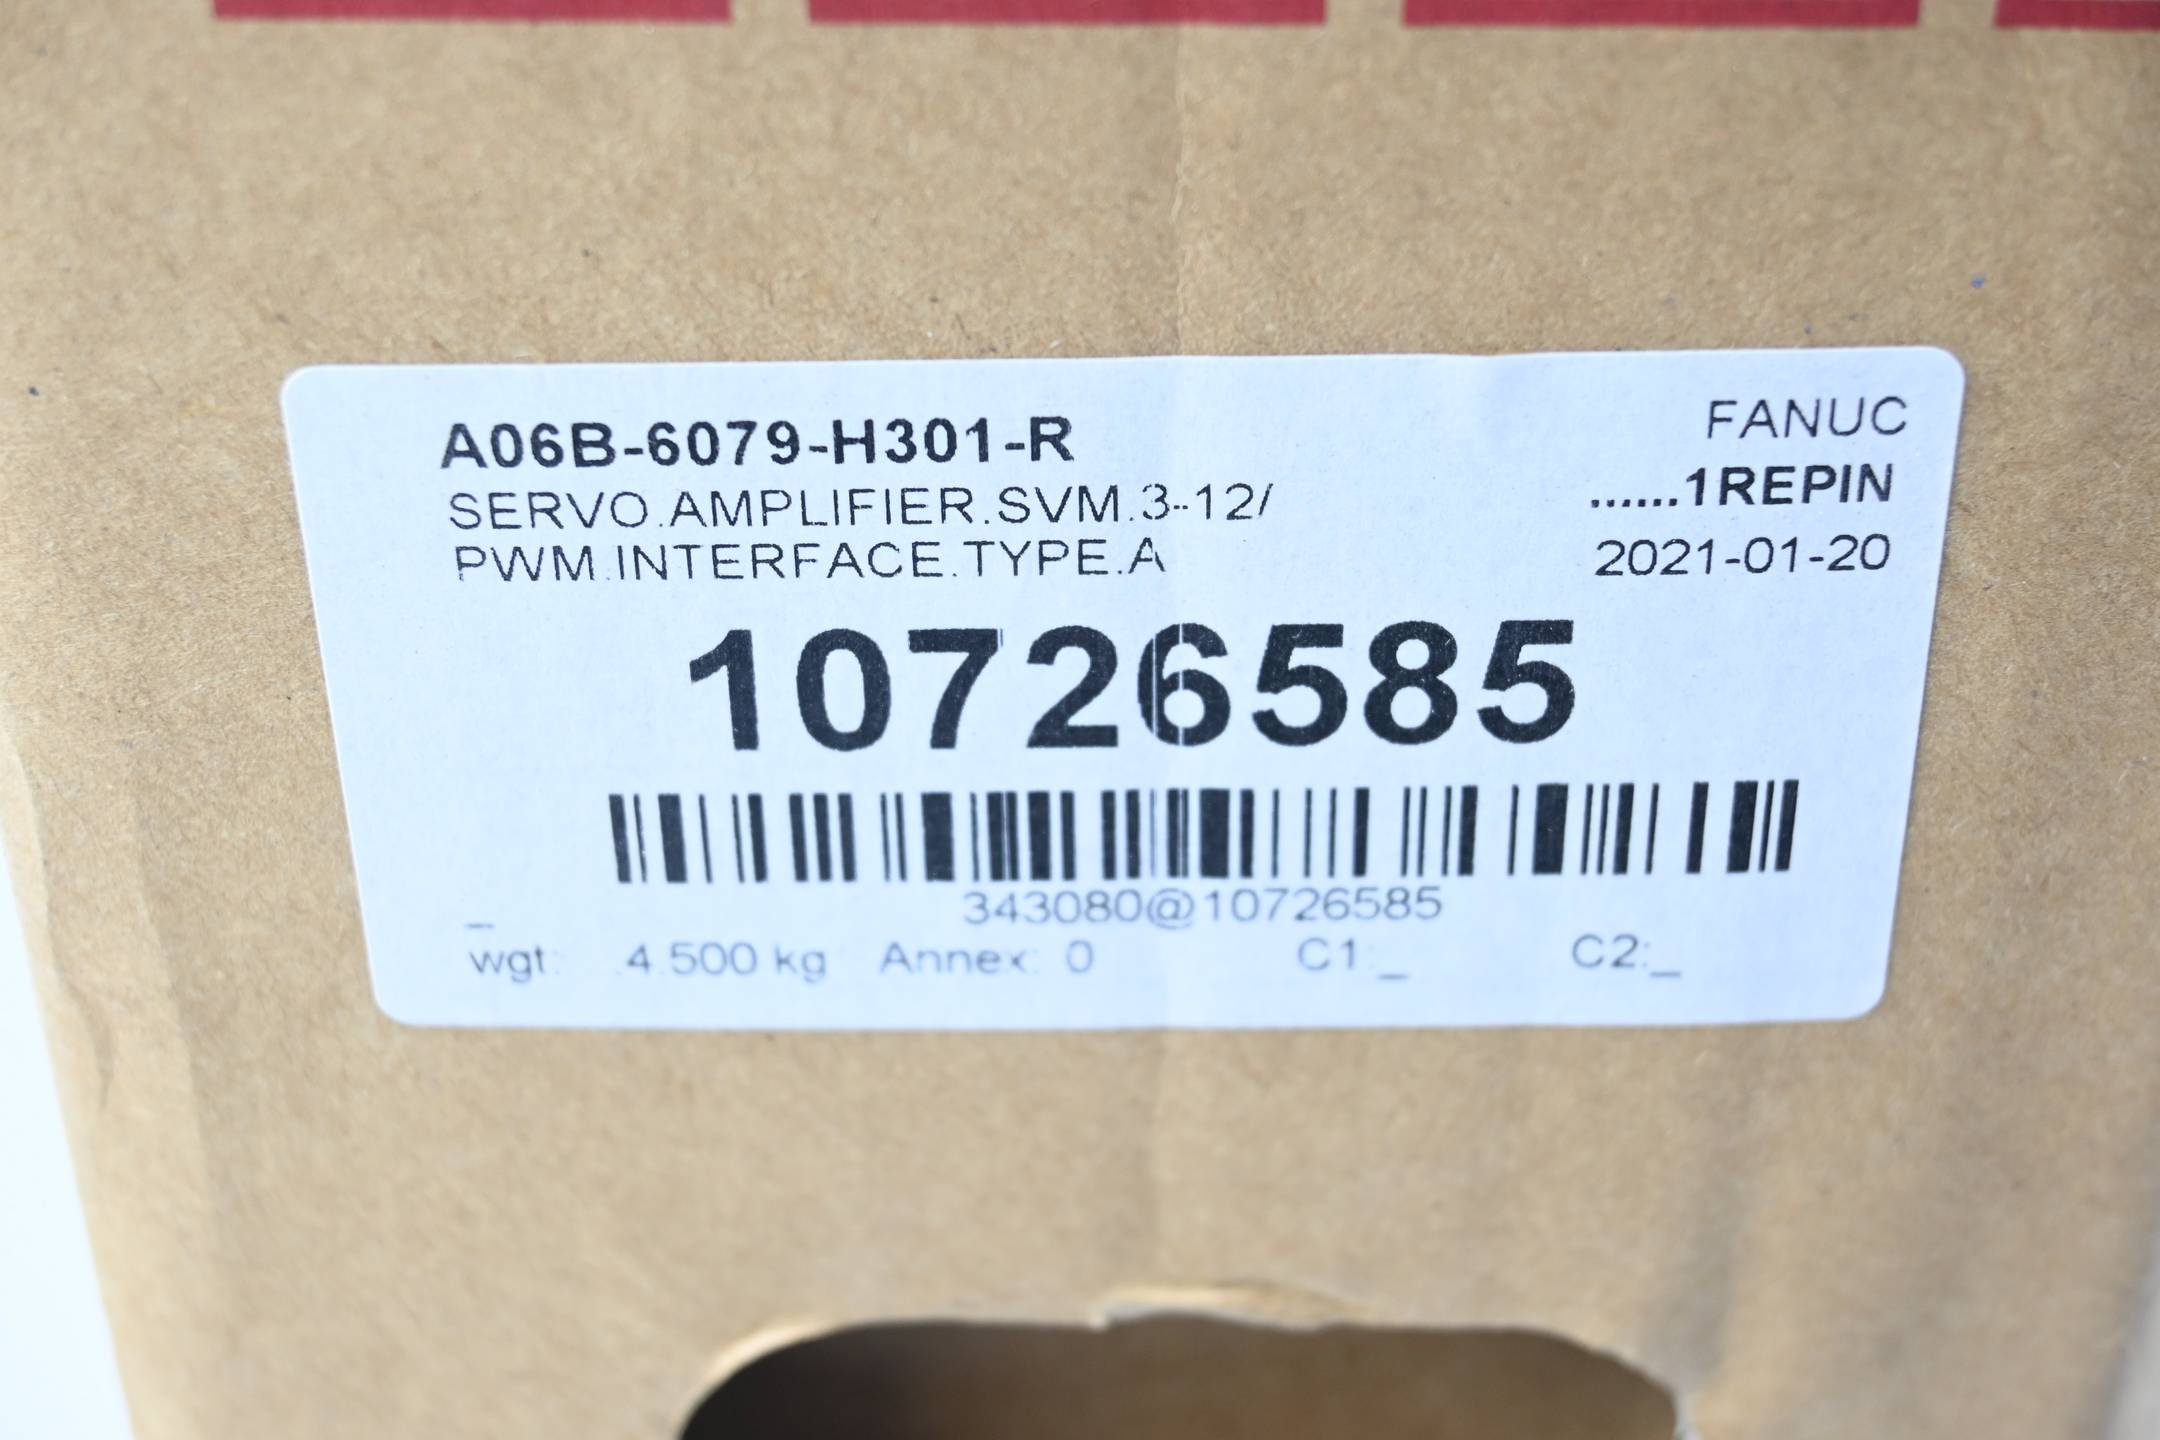 A06B-6079-H301-R
SERVO.AMPLIFIER.SVM.3-12/
PWM.INTERFACE.TYPE.A
FANUC
......1REPIN
2021-01-20
10726585
343080@10726585
_
wgt: .4.500 kg Annex: 0 C1:_ C2:_